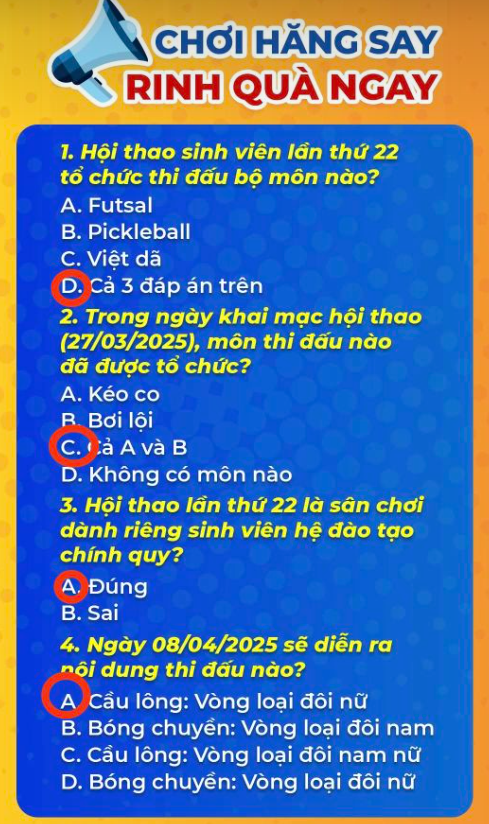 CHƠI HĂNG SAY
RINH QUÀ NGAY
1. Hội thao sinh viên lần thứ 22
tổ chức thi đấu bộ môn nào?
A. Futsal
B. Pickleball
C. Việt dã
D. Cả 3 đáp án trên
2. Trong ngày khai mạc hội thao
(27/03/2025), môn thi đấu nào
đã được tổ chức?
A. Kéo co
B. Bơi lội
C. Cả A và B
D. Không có môn nào
3. Hội thao lần thứ 22 là sân chơi
dành riêng sinh viên hệ đào tạo
chính quy?
A. Đúng
B. Sai
4. Ngày 08/04/2025 sẽ diễn ra
nội dung thi đấu nào?
A. Cầu lông: Vòng loại đôi nữ
B. Bóng chuyền: Vòng loại đôi nam
C. Cầu lông: Vòng loại đôi nam nữ
D. Bóng chuyền: Vòng loại đôi nữ